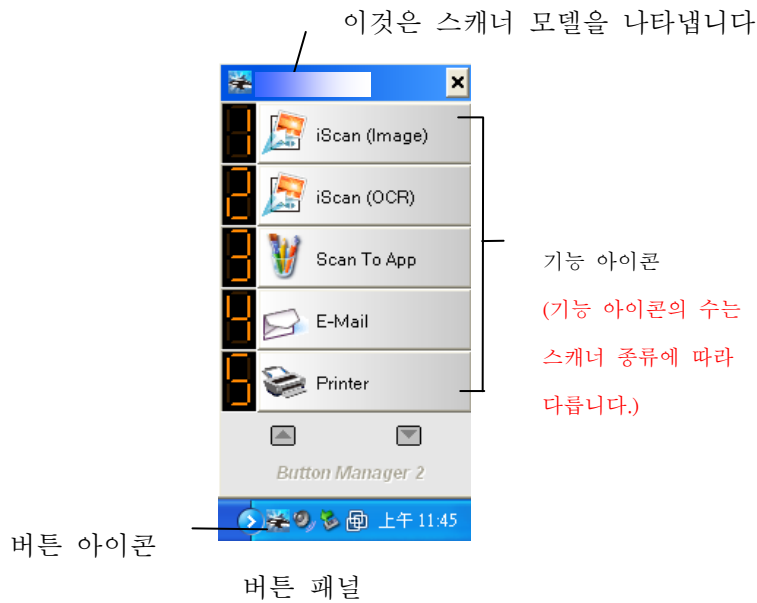 이것은 스캐너 모델을 나타냅니다
1 iScan (Image)
2 iScan (OCR)
3 Scan To App
4 E-Mail
5 Printer
기능 아이콘
(기능 아이콘의 수는
스캐너 종류에 따라
다릅니다.)
Button Manager 2
上午 11:45
버튼 아이콘
버튼 패널